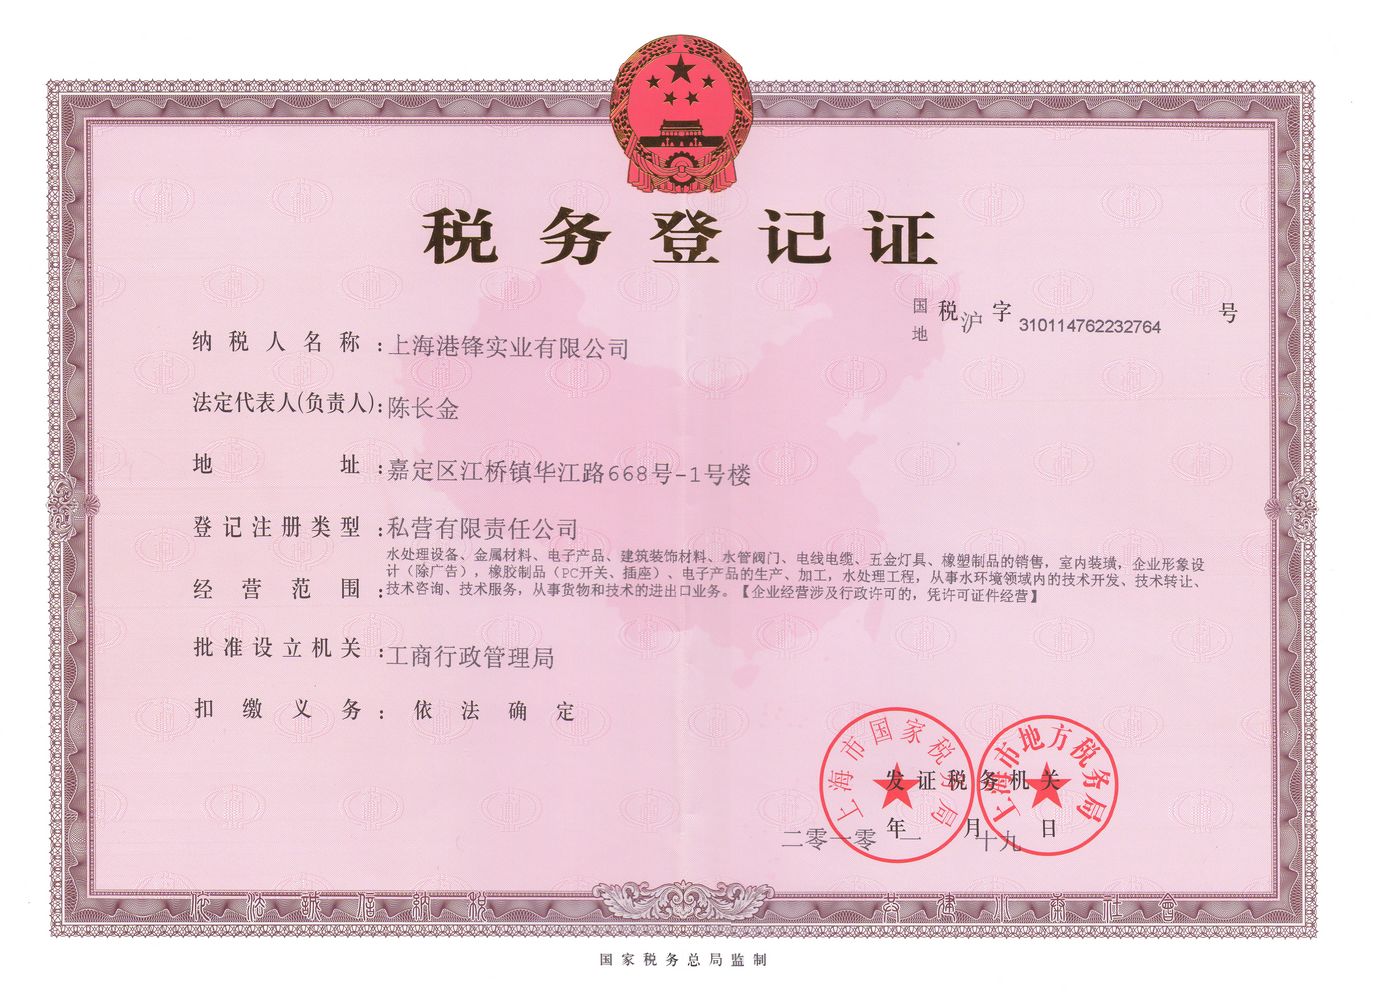 税务登记证
国
地 税 沪 字 310114762232764 号
纳税人名称：上海港锋实业有限公司
法定代表人(负责人)：陈长金
地址：嘉定区江桥镇华江路668号-1号楼
登记注册类型：私营有限责任公司
经营范围：水处理设备、金属材料、电子产品、建筑装饰材料、水管阀门、电线电缆、五金灯具、橡塑制品的销售，室内装璜，企业形象设
计（除广告），橡胶制品（PC开关、插座）、电子产品的生产、加工，水处理工程，从事水环境领域内的技术开发、技术转让、
技术咨询、技术服务，从事货物和技术的进出口业务。【企业经营涉及行政许可的，凭许可证件经营】
批准设立机关：工商行政管理局
扣缴义务：依法确定
上海市国家税务局
上海市地方税务局
发证税务机关
二零一零年一月十九日
依法诚信纳税 共建小康社会
国家税务总局监制